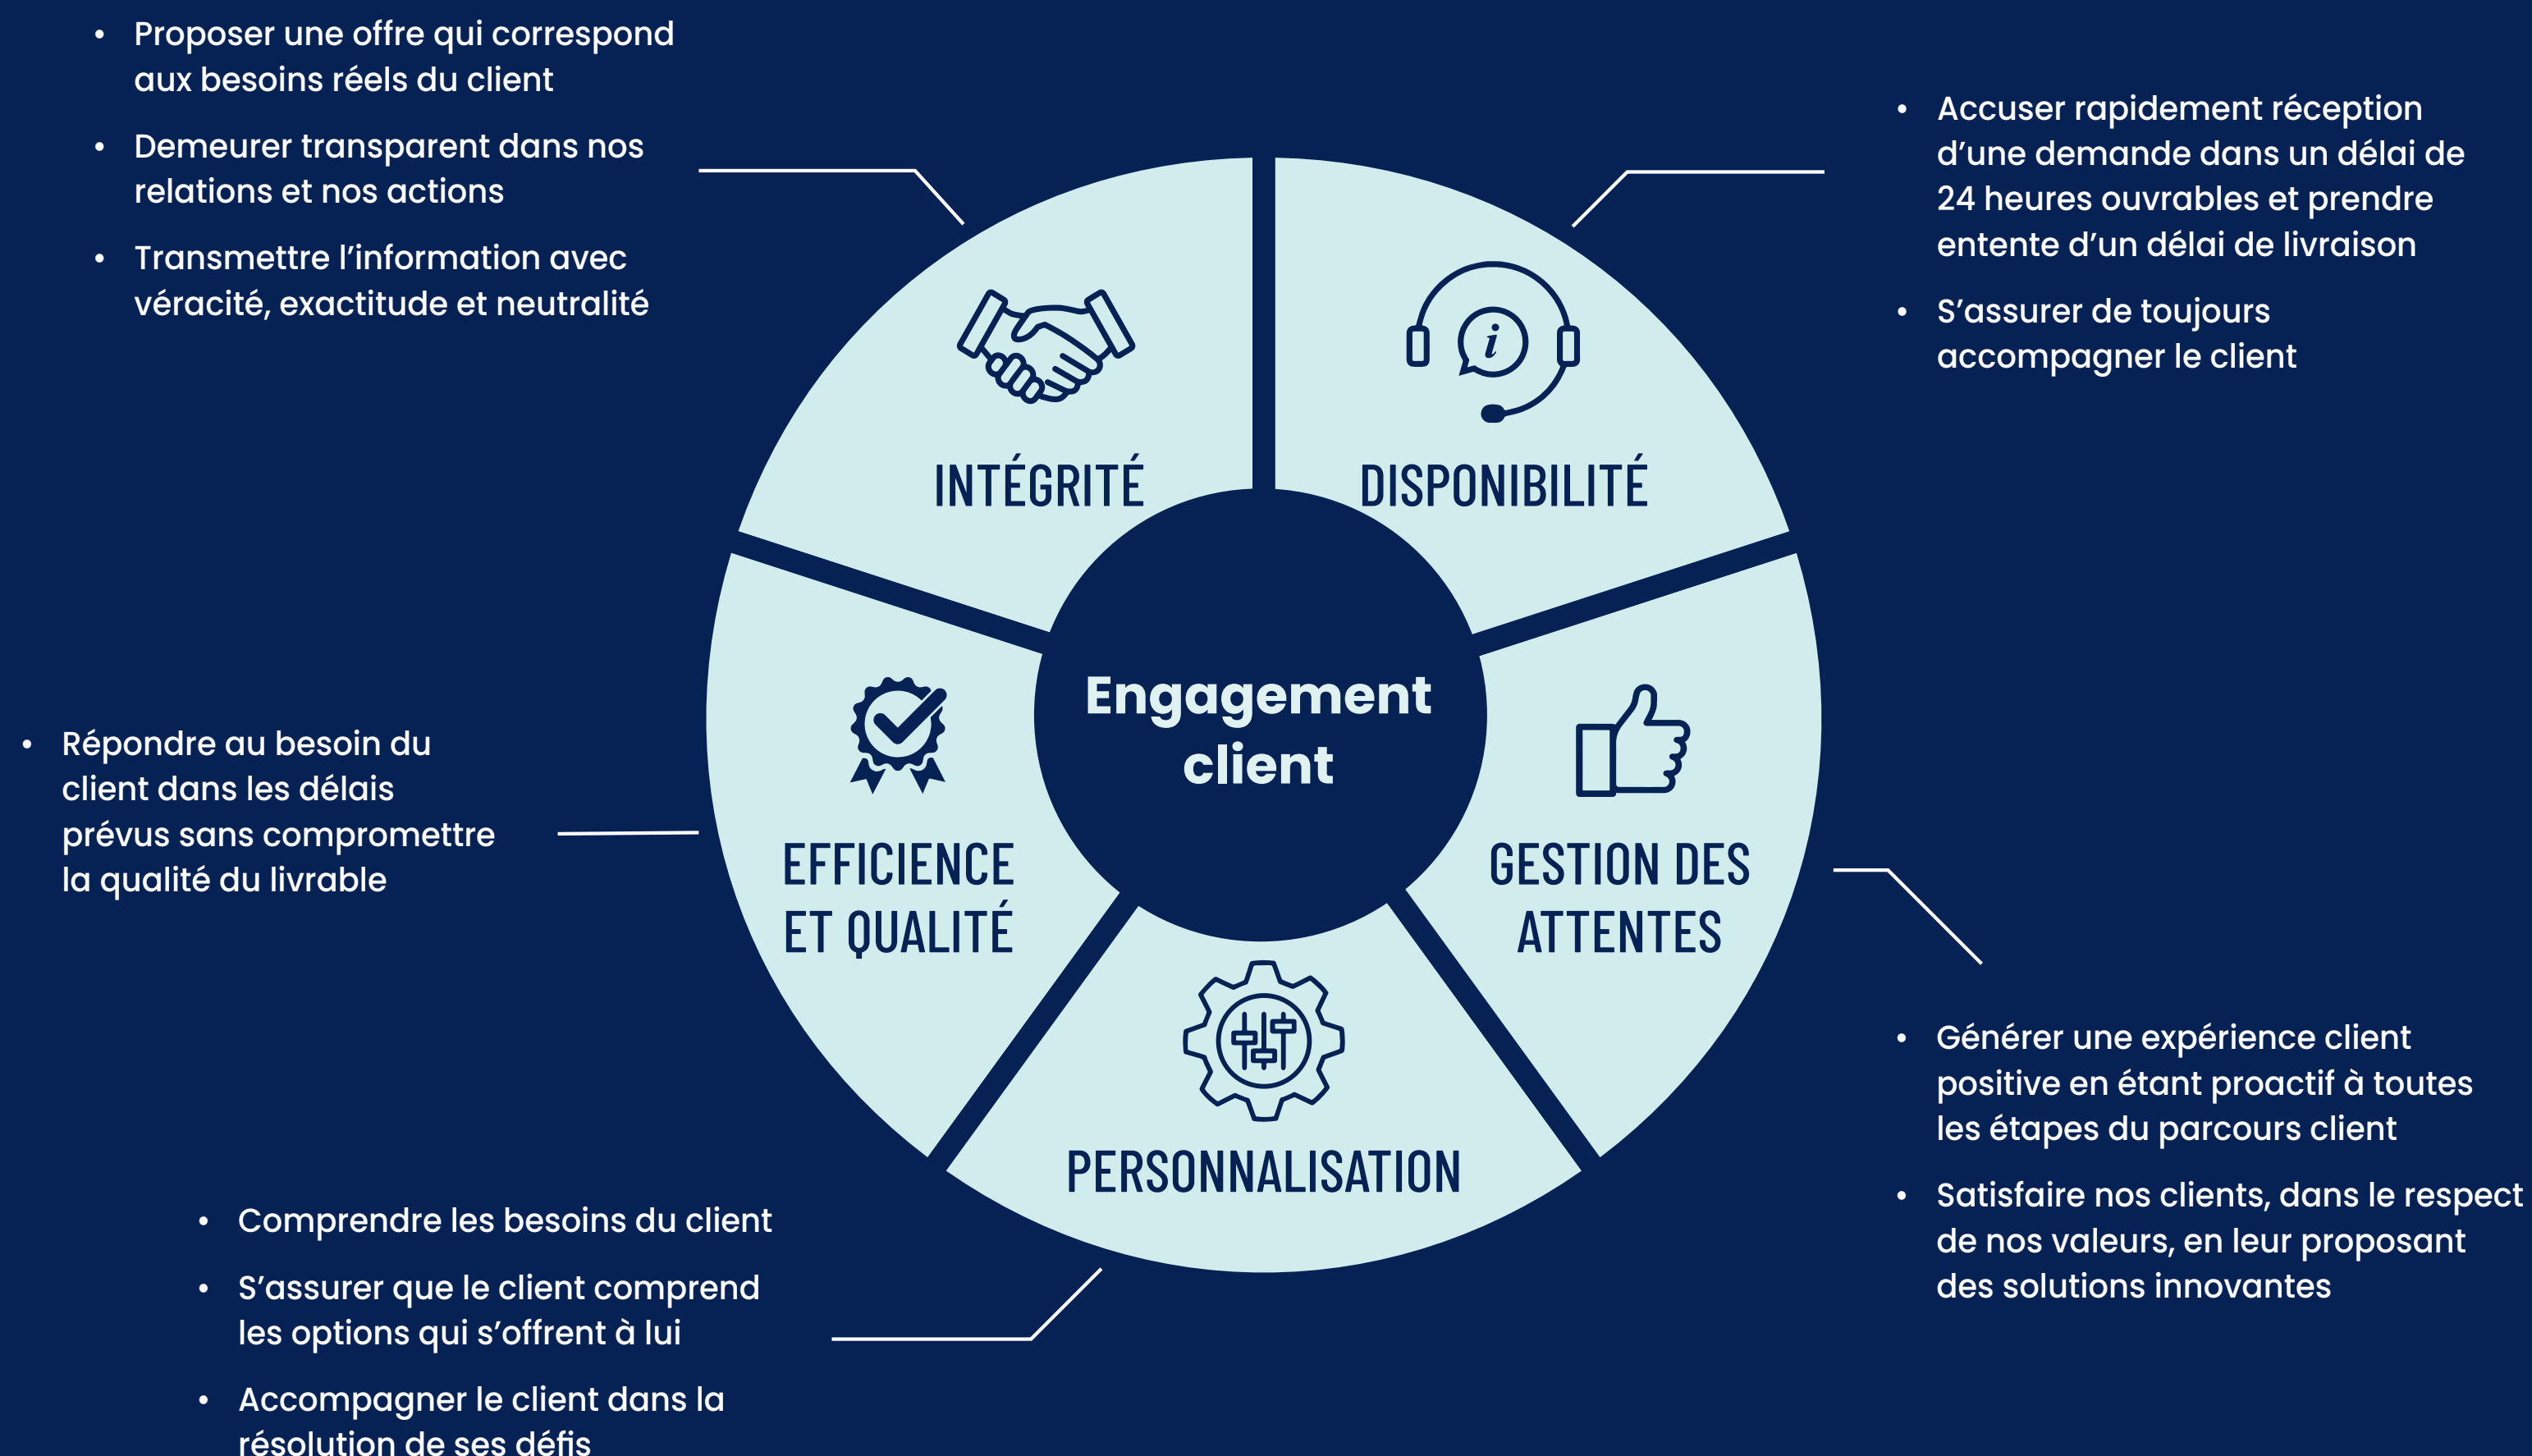 • Proposer une offre qui correspond
aux besoins réels du client
• Demeurer transparent dans nos
relations et nos actions
• Transmettre l’information avec
véracité, exactitude et neutralité
• Accuser rapidement réception
d’une demande dans un délai de
24 heures ouvrables et prendre
entente d’un délai de livraison
• S’assurer de toujours
accompagner le client
INTÉGRITÉ
DISPONIBILITÉ
Engagement
client
• Répondre au besoin du
client dans les délais
prévus sans compromettre
la qualité du livrable
EFFICIENCE
ET QUALITÉ
GESTION DES
ATTENTES
• Générer une expérience client
positive en étant proactif à toutes
les étapes du parcours client
• Satisfaire nos clients, dans le respect
de nos valeurs, en leur proposant
des solutions innovantes
PERSONNALISATION
• Comprendre les besoins du client
• S’assurer que le client comprend
les options qui s’offrent à lui
• Accompagner le client dans la
résolution de ses défis